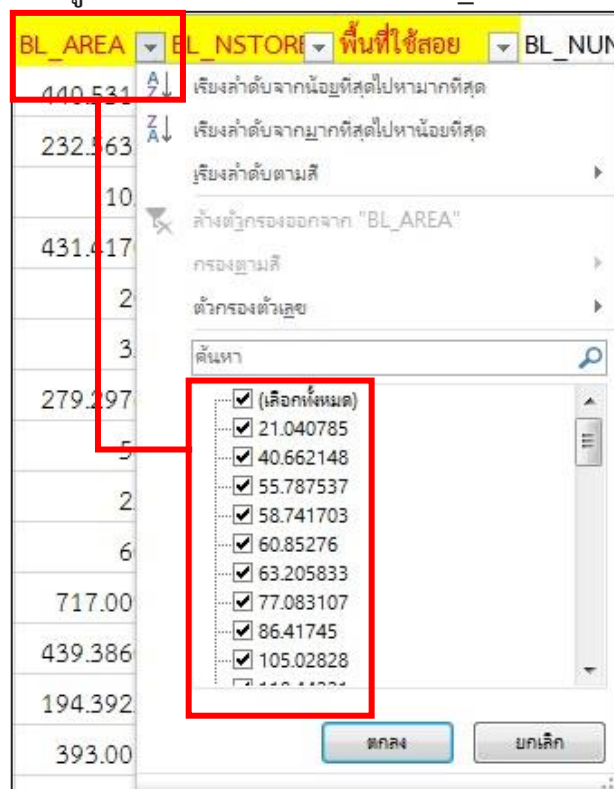 BL_AREA BL_NSTORE พื้นที่ใช้สอย BL_NUN
440.531
232.563
10
431.417
2
3
279.297
5
2
6
717.00
439.386
194.392
393.00
เรียงลำดับจากน้อยที่สุดไปหามากที่สุด
เรียงลำดับจากมากที่สุดไปหาน้อยที่สุด
เรียงลำดับตามสี
ล้างตัวกรองออกจาก "BL_AREA"
กรองตามสี
ตัวกรองตัวเลข
ค้นหา
(เลือกทั้งหมด)
21.040785
40.662148
55.787537
58.741703
60.85276
63.205833
77.083107
86.41745
105.02828
ตกลง ยกเลิก